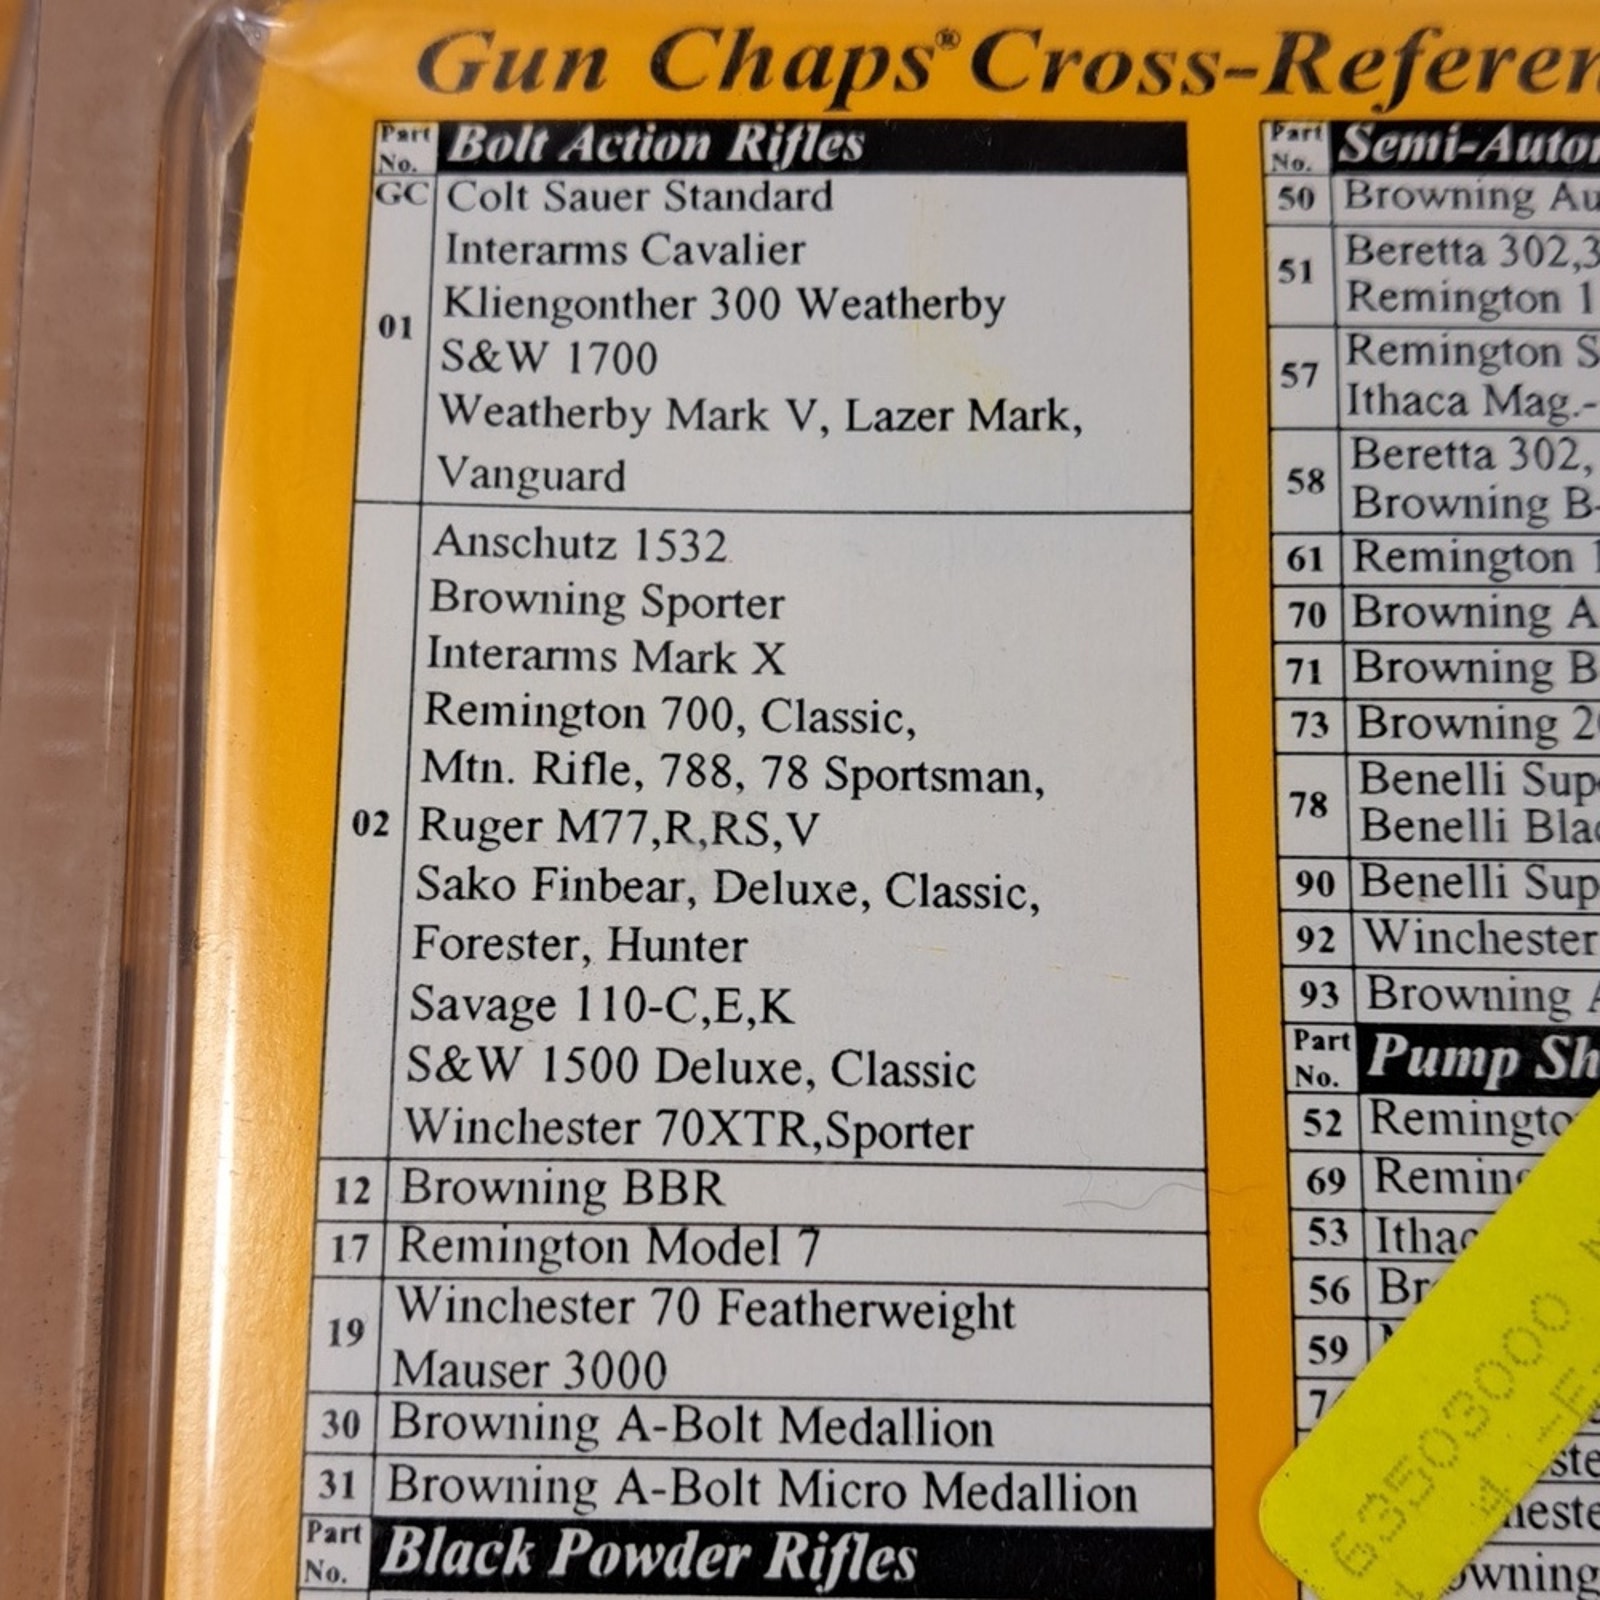 Gun Chaps® Cross-Referen
Part No. Bolt Action Rifles
GC Colt Sauer Standard
Interarms Cavalier
Kliengonther 300 Weatherby
01
S&W 1700
Weatherby Mark V, Lazer Mark,
Vanguard
Anschutz 1532
Browning Sporter
Interarms Mark X
Remington 700, Classic,
Mtn. Rifle, 788, 78 Sportsman,
02 Ruger M77,R,RS,V
Sako Finbear, Deluxe, Classic,
Forester, Hunter
Savage 110-C,E,K
S&W 1500 Deluxe, Classic
Winchester 70XTR,Sporter
12 Browning BBR
17 Remington Model 7
19 Winchester 70 Featherweight
Mauser 3000
30 Browning A-Bolt Medallion
31 Browning A-Bolt Micro Medallion
Part No. Black Powder Rifles
Part No. Semi-Autom
50 Browning Au
51 Beretta 302,3
Remington 1
57 Remington S
Ithaca Mag.-
58 Beretta 302,
Browning B-
61 Remington 1
70 Browning A
71 Browning B
73 Browning 20
78 Benelli Supe
Benelli Blac
90 Benelli Sup
92 Winchester
93 Browning A
Part No. Pump Sh
52 Remingto
69 Reming
53 Ithac
56 Br
59
63503000